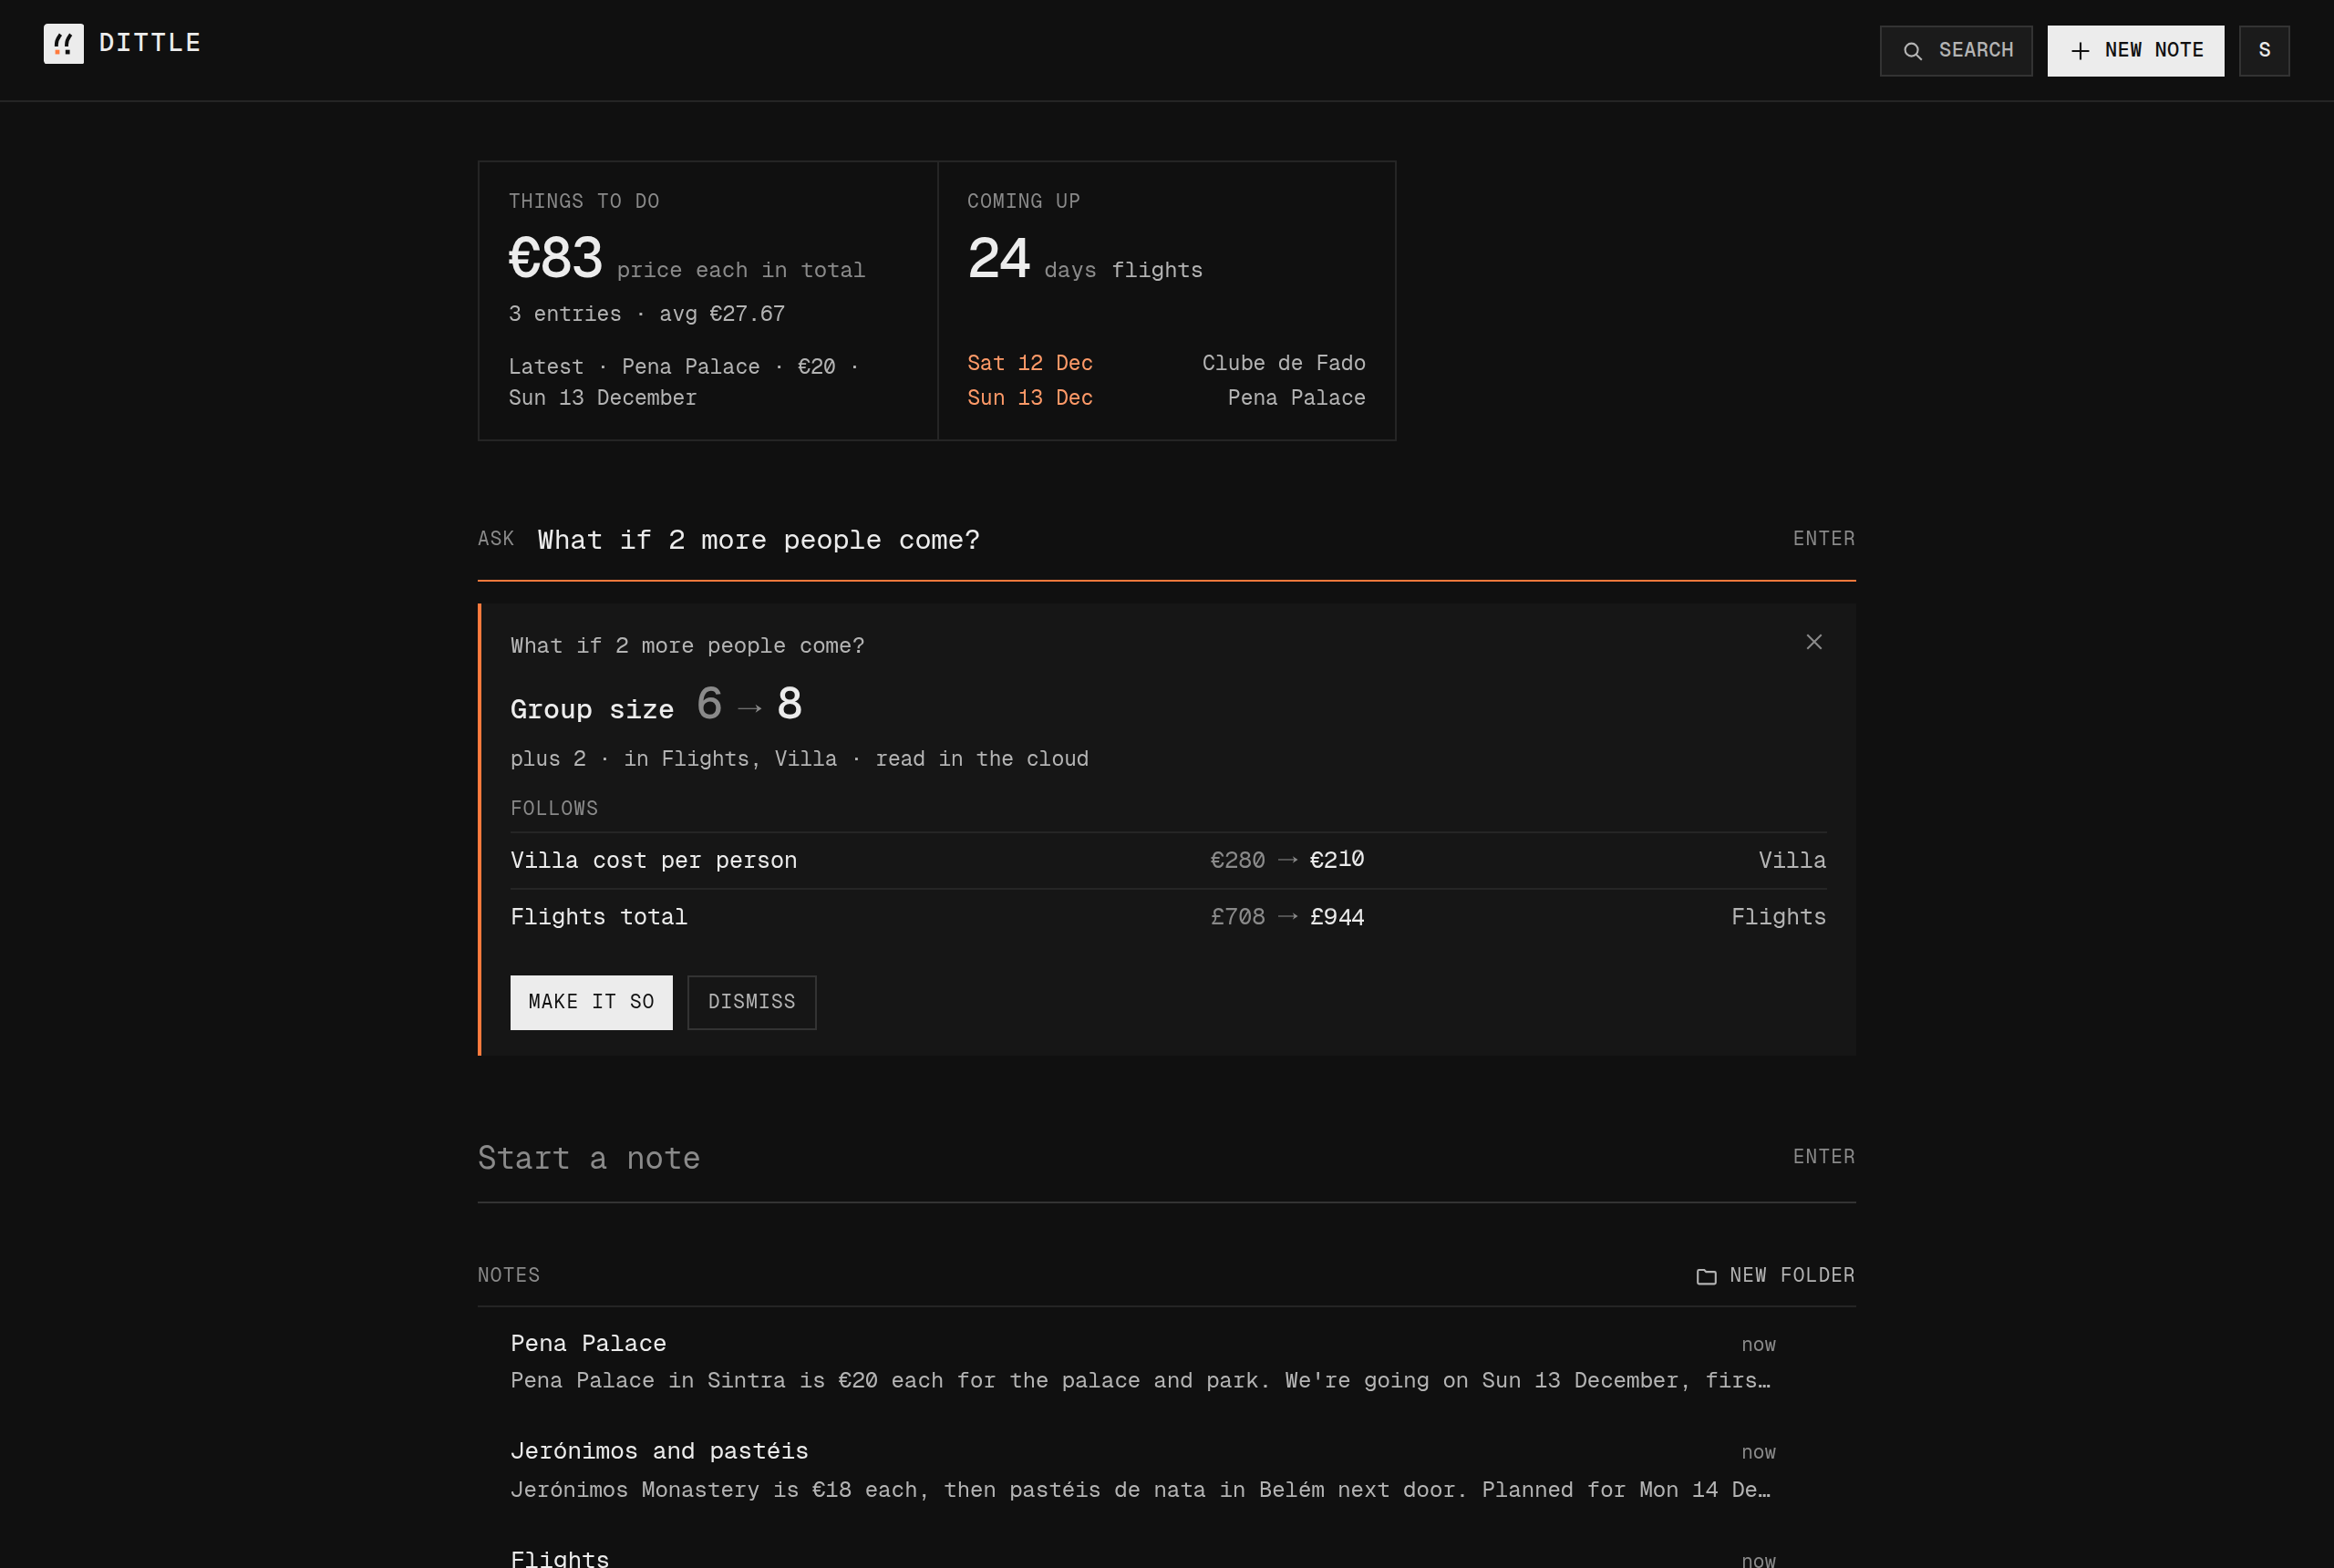 DITTLE
SEARCH
NEW NOTE
S
THINGS TO DO
€83 price each in total
3 entries · avg €27.67
Latest · Pena Palace · €20 ·
Sun 13 December
COMING UP
24 days flights
Sat 12 Dec Clube de Fado
Sun 13 Dec Pena Palace
ASK What if 2 more people come? ENTER
What if 2 more people come?
Group size 6 → 8
plus 2 · in Flights, Villa · read in the cloud
FOLLOWS
Villa cost per person €280 → €210 Villa
Flights total £708 → £944 Flights
MAKE IT SO DISMISS
Start a note ENTER
NOTES NEW FOLDER
Pena Palace now
Pena Palace in Sintra is €20 each for the palace and park. We're going on Sun 13 December, firs…
Jerónimos and pastéis now
Jerónimos Monastery is €18 each, then pastéis de nata in Belém next door. Planned for Mon 14 De…
Flights now